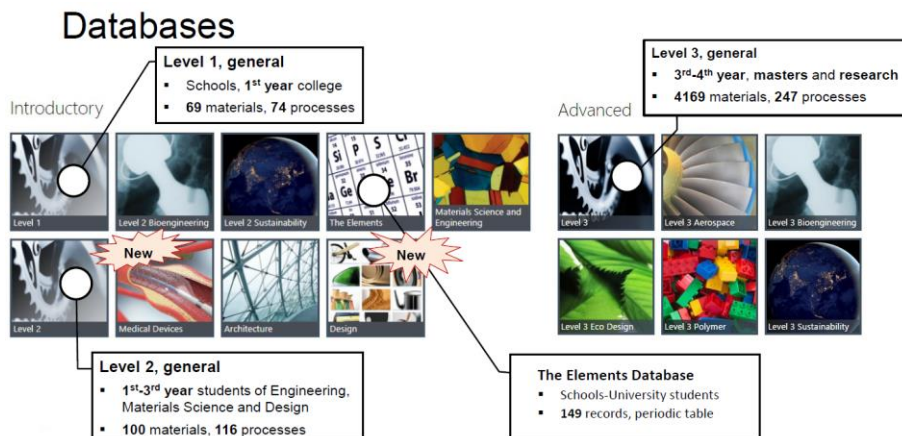 Databases
Level 1, general
▪ Schools, 1st year college
▪ 69 materials, 74 processes
Level 3, general
▪ 3rd-4th year, masters and research
▪ 4169 materials, 247 processes
Introductory
Advanced
Level 1
Level 2 Bioengineering
Level 2 Sustainability
Si P S Cl
Ge Br
The Elements
Materials Science and
Engineering
Level 3
Level 3 Aerospace
Level 3 Bioengineering
New
New
Level 2
Medical Devices
Architecture
Design
Level 3 Eco Design
Level 3 Polymer
Level 3 Sustainability
Level 2, general
▪ 1st-3rd year students of Engineering,
Materials Science and Design
▪ 100 materials, 116 processes
The Elements Database
▪ Schools-University students
▪ 149 records, periodic table